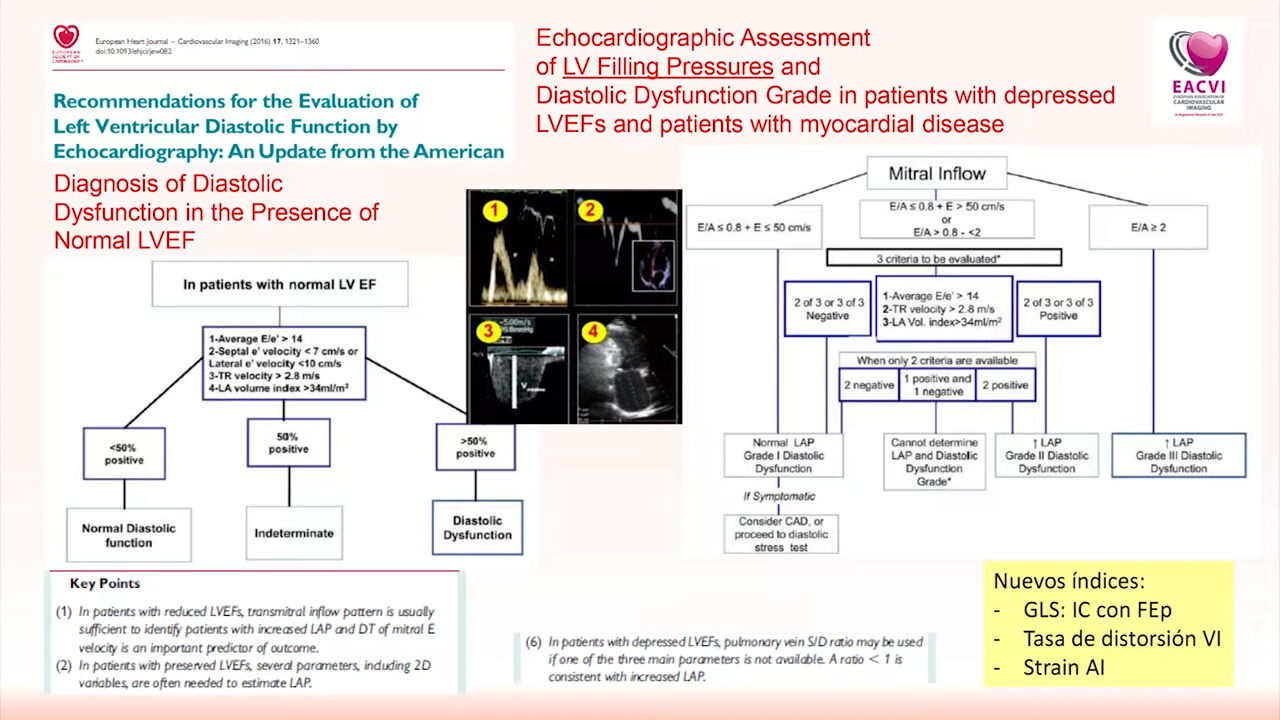 European Heart Journal – Cardiovascular Imaging (2016) 17, 1321–1360
doi:10.1093/ehjci/jew082
EUROPEAN
SOCIETY OF
CARDIOLOGY
Recommendations for the Evaluation of
Left Ventricular Diastolic Function by
Echocardiography: An Update from the American
Echocardiographic Assessment
of LV Filling Pressures and
Diastolic Dysfunction Grade in patients with depressed
LVEFs and patients with myocardial disease
EACVI
EUROPEAN ASSOCIATION OF
CARDIOVASCULAR
IMAGING
Diagnosis of Diastolic
Dysfunction in the Presence of
Normal LVEF
In patients with normal LV EF
1-Average E/e' > 14
2-Septal e' velocity < 7 cm/s or
Lateral e' velocity <10 cm/s
3-TR velocity > 2.8 m/s
4-LA volume index >34ml/m²
<50%
positive
50%
positive
>50%
positive
Normal Diastolic
function
Indeterminate
Diastolic
Dysfunction
1
2
3
4
Mitral Inflow
E/A ≤ 0.8 + E ≤ 50 cm/s
E/A ≤ 0.8 + E > 50 cm/s
or
E/A > 0.8 - <2
E/A ≥ 2
3 criteria to be evaluated*
2 of 3 or 3 of 3
Negative
1-Average E/e' > 14
2-TR velocity > 2.8 m/s
3-LA Vol. index>34ml/m²
2 of 3 or 3 of 3
Positive
When only 2 criteria are available
2 negative
1 positive and
1 negative
2 positive
Normal LAP
Grade I Diastolic
Dysfunction
Cannot determine
LAP and Diastolic
Dysfunction
Grade*
↑ LAP
Grade II Diastolic
Dysfunction
↑ LAP
Grade III Diastolic
Dysfunction
If Symptomatic
Consider CAD, or
proceed to diastolic
stress test
Key Points
(1) In patients with reduced LVEFs, transmitral inflow pattern is usually
sufficient to identify patients with increased LAP and DT of mitral E
velocity is an important predictor of outcome.
(2) In patients with preserved LVEFs, several parameters, including 2D
variables, are often needed to estimate LAP.
(6) In patients with depressed LVEFs, pulmonary vein S/D ratio may be used
if one of the three main parameters is not available. A ratio < 1 is
consistent with increased LAP.
Nuevos índices:
- GLS: IC con FEp
- Tasa de distorsión VI
- Strain AI